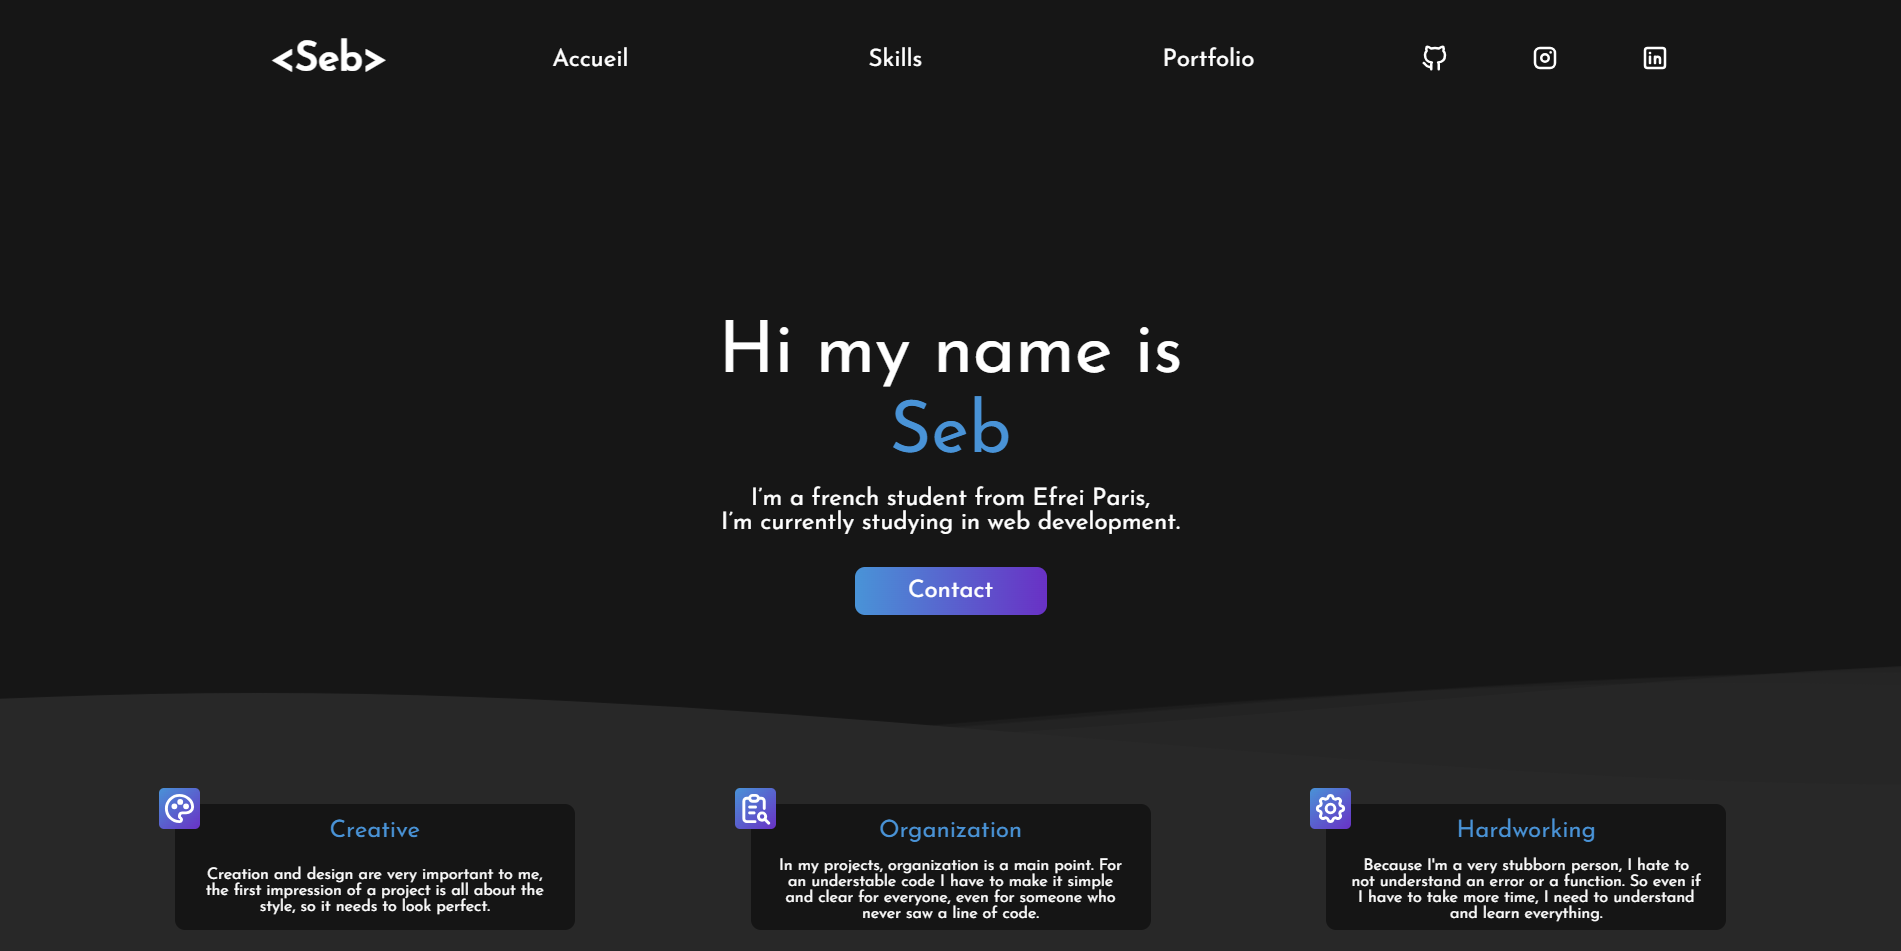 <Seb>
Accueil
Skills
Portfolio
Hi my name is
Seb
I’m a french student from Efrei Paris,
I’m currently studying in web development.
Contact
Creative
Creation and design are very important to me,
the first impression of a project is all about the
style, so it needs to look perfect.
Organization
In my projects, organization is a main point. For
an understable code I have to make it simple
and clear for everyone, even for someone who
never saw a line of code.
Hardworking
Because I'm a very stubborn person, I hate to
not understand an error or a function. So even if
I have to take more time, I need to understand
and learn everything.